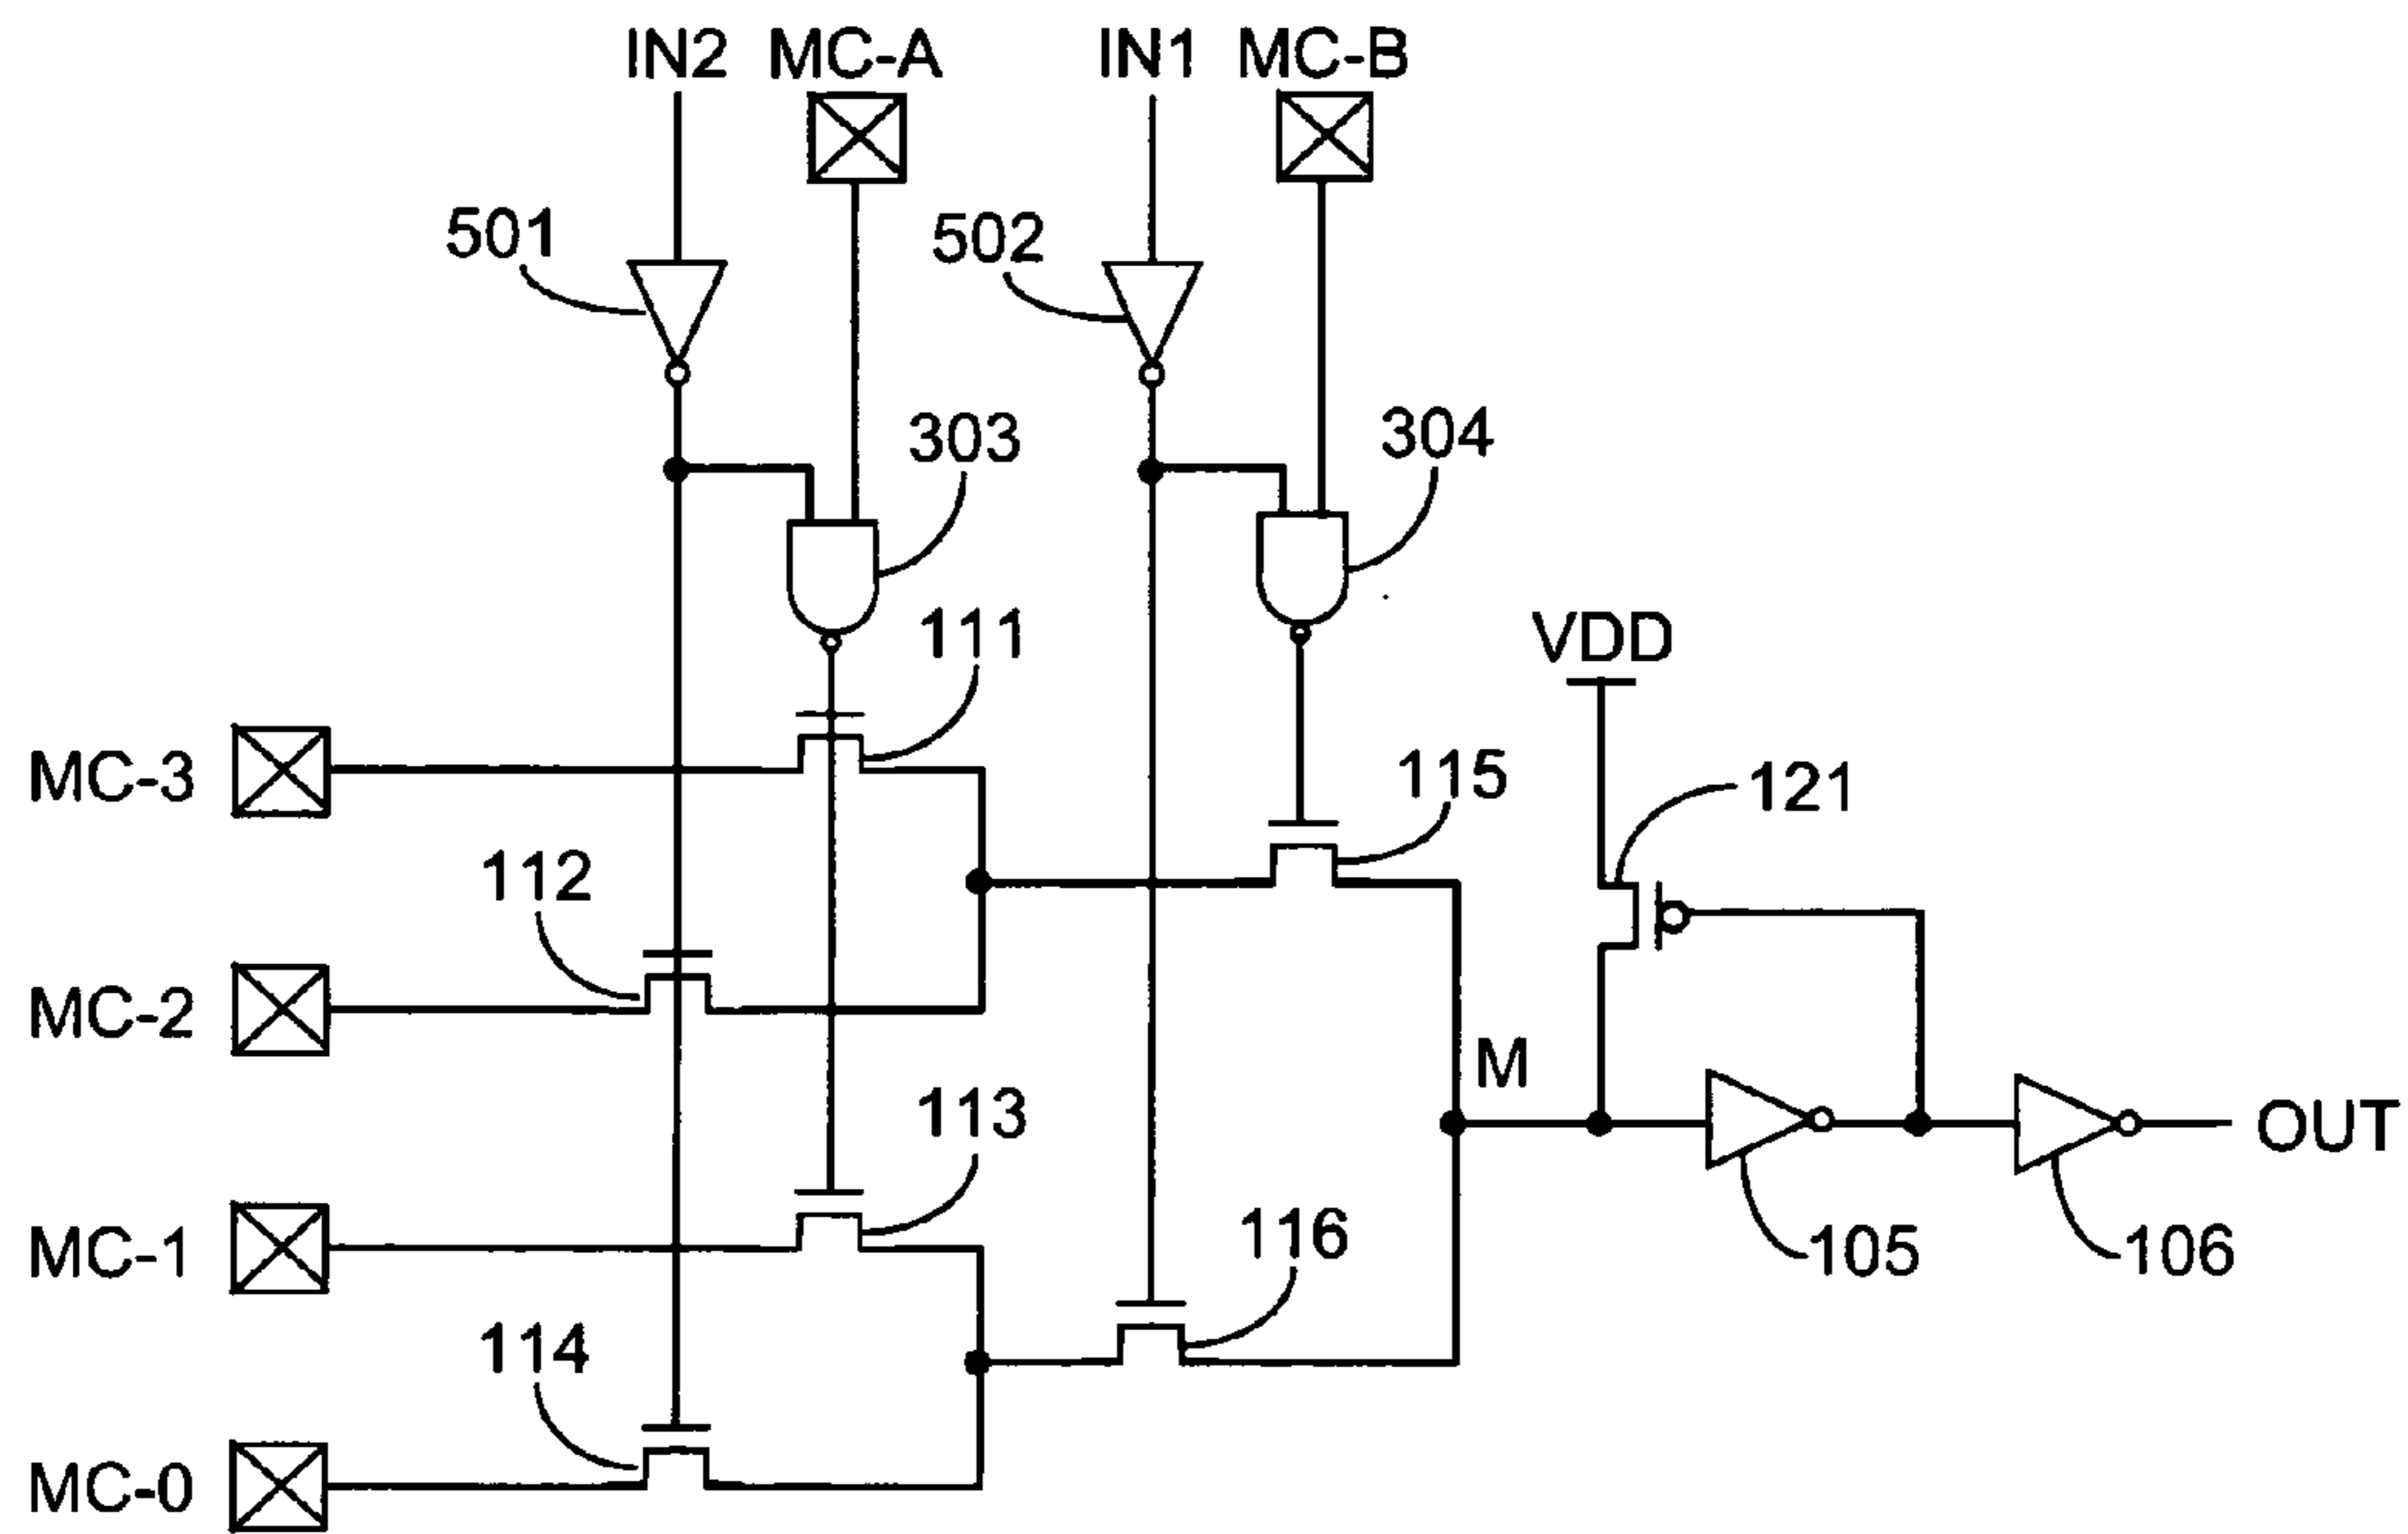 IN2 MC-A IN1 MC-B
501 502
303 304
111 VDD
MC-3 115 121
112
MC-2 M
113 OUT
MC-1 116 105 106
114
MC-0